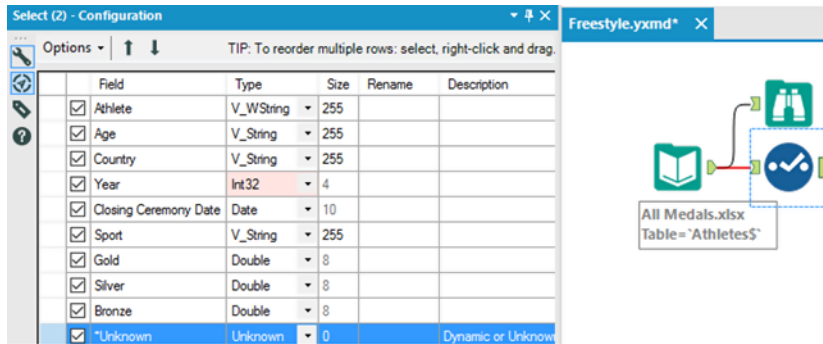 Select (2) - Configuration
Freestyle.yxmd*
Options
TIP: To reorder multiple rows: select, right-click and drag.
Field Type Size Rename Description
Athlete V_WString 255
Age V_String 255
Country V_String 255
Year Int32 4
Closing Ceremony Date Date 10
Sport V_String 255
Gold Double 8
Silver Double 8
Bronze Double 8
*Unknown Unknown 0 Dynamic or Unknown
All Medals.xlsx
Table=`Athletes$`